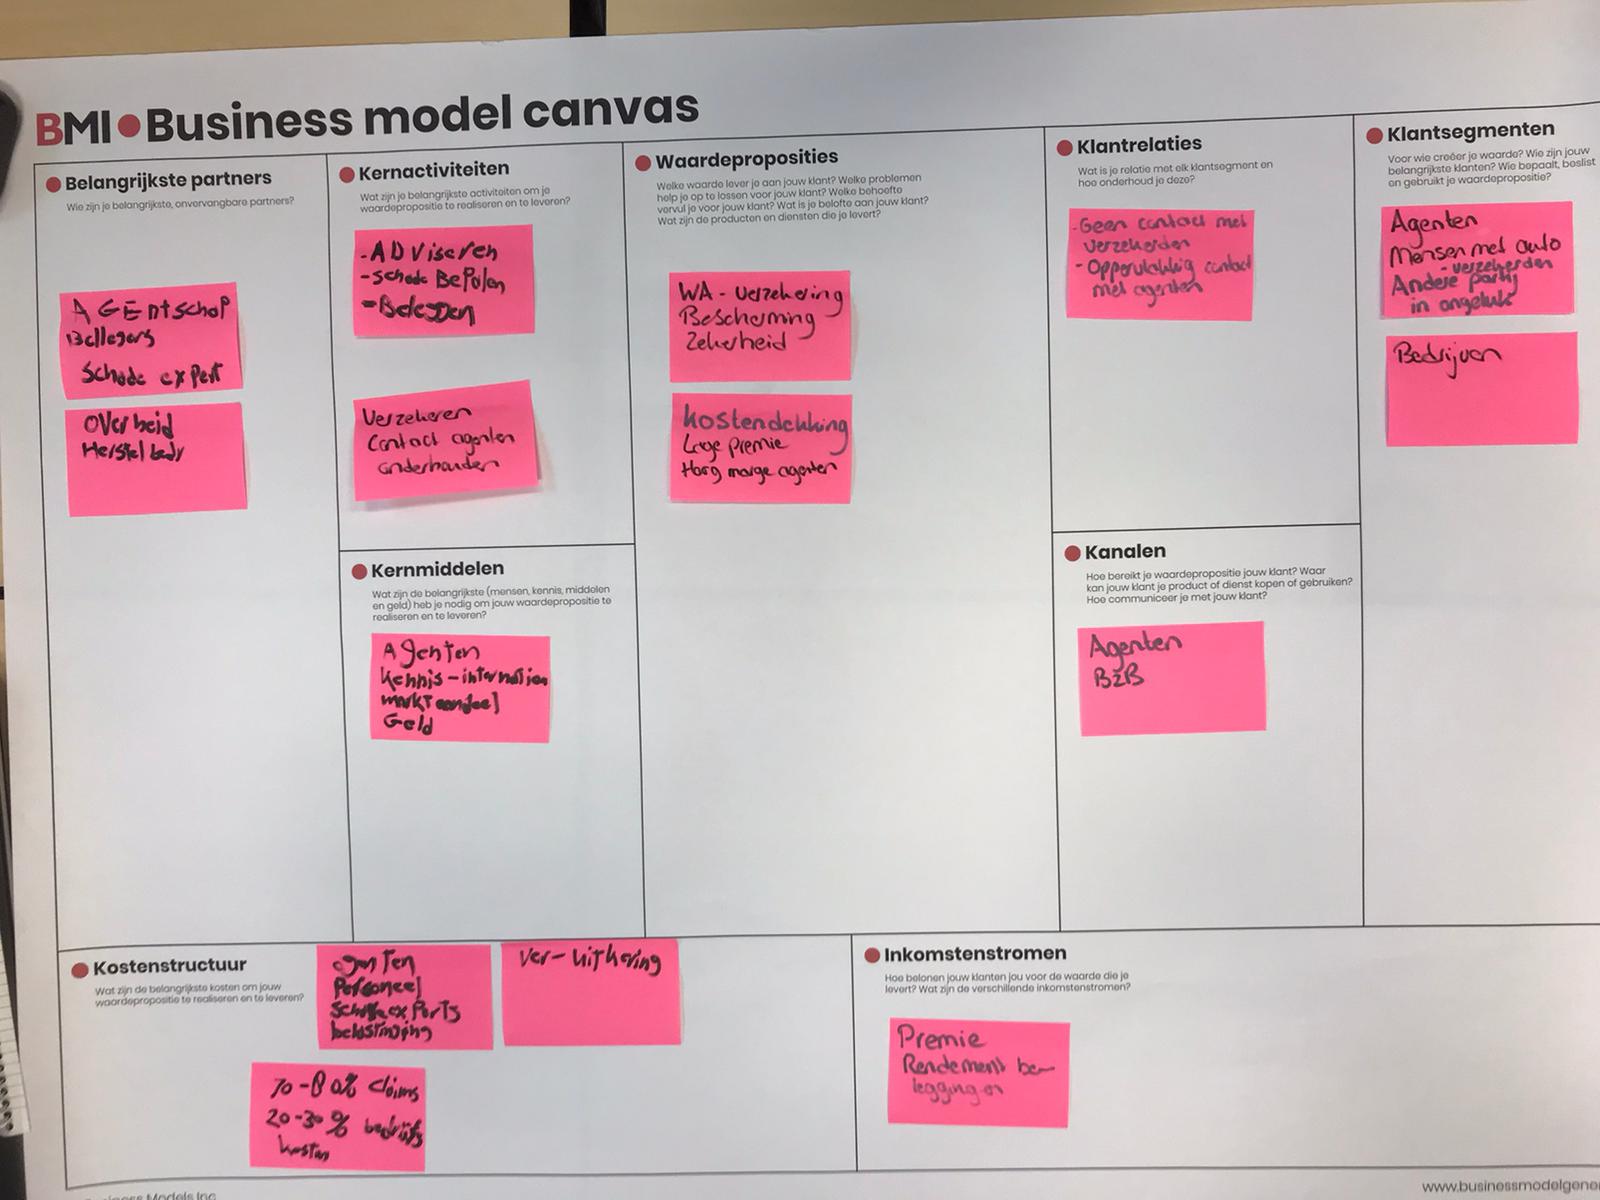 BMI Business model canvas
Belangrijkste partners
Wie zijn je belangrijkste, onvervangbare partners?
AGEntschap
Bellegers
Schade expert
Overheid
Herstel bedr
Kernactiviteiten
Wat zijn je belangrijkste activiteiten om je
waardepropositie te realiseren en te leveren?
- ADViseren
- schade Bepalen
- Beleggen
Verzekeren
Contact agenten
onderhouden
Kernmiddelen
Wat zijn de belangrijkste (mensen, kennis, middelen
en geld) heb je nodig om jouw waardepropositie te
realiseren en te leveren?
Agenten
Kennis - internation
marktaandeel
Geld
Waardeproposities
Welke waarde lever je aan jouw klant? Welke problemen
help je op te lossen voor jouw klant? Welke behoefte
vervul je voor jouw klant? Wat is je belofte aan jouw klant?
Wat zijn de producten en diensten die je levert?
WA - verzekering
Bescherming
Zekerheid
Kostendekking
Lage premie
Hoog marge agenten
Klantrelaties
Wat is je relatie met elk klantsegment en
hoe onderhoud je deze?
- Geen contact met
verzekerden
- Oppervlakkig contact
met agenten
Kanalen
Hoe bereikt je waardepropositie jouw klant? Waar
kan jouw klant je product of dienst kopen of gebruiken?
Hoe communiceer je met jouw klant?
Agenten
B2B
Klantsegmenten
Voor wie creëer je waarde? Wie zijn jouw
belangrijkste klanten? Wie bepaalt, beslist
en gebruikt je waardepropositie?
Agenten
Mensen met auto
- verzekerden
Andere partij
in ongeluk
Bedrijven
Kostenstructuur
Wat zijn de belangrijkste kosten om jouw
waardepropositie te realiseren en te leveren?
agenten
Personeel
Schade experts
belastinging
Ver-uitkering
70-80% claims
20-30% bedrijfs
kosten
Inkomstenstromen
Hoe belonen jouw klanten jou voor de waarde die je
levert? Wat zijn de verschillende inkomstenstromen?
Premie
Rendement be-
leggingen
Business Models Inc
www.businessmodelgene